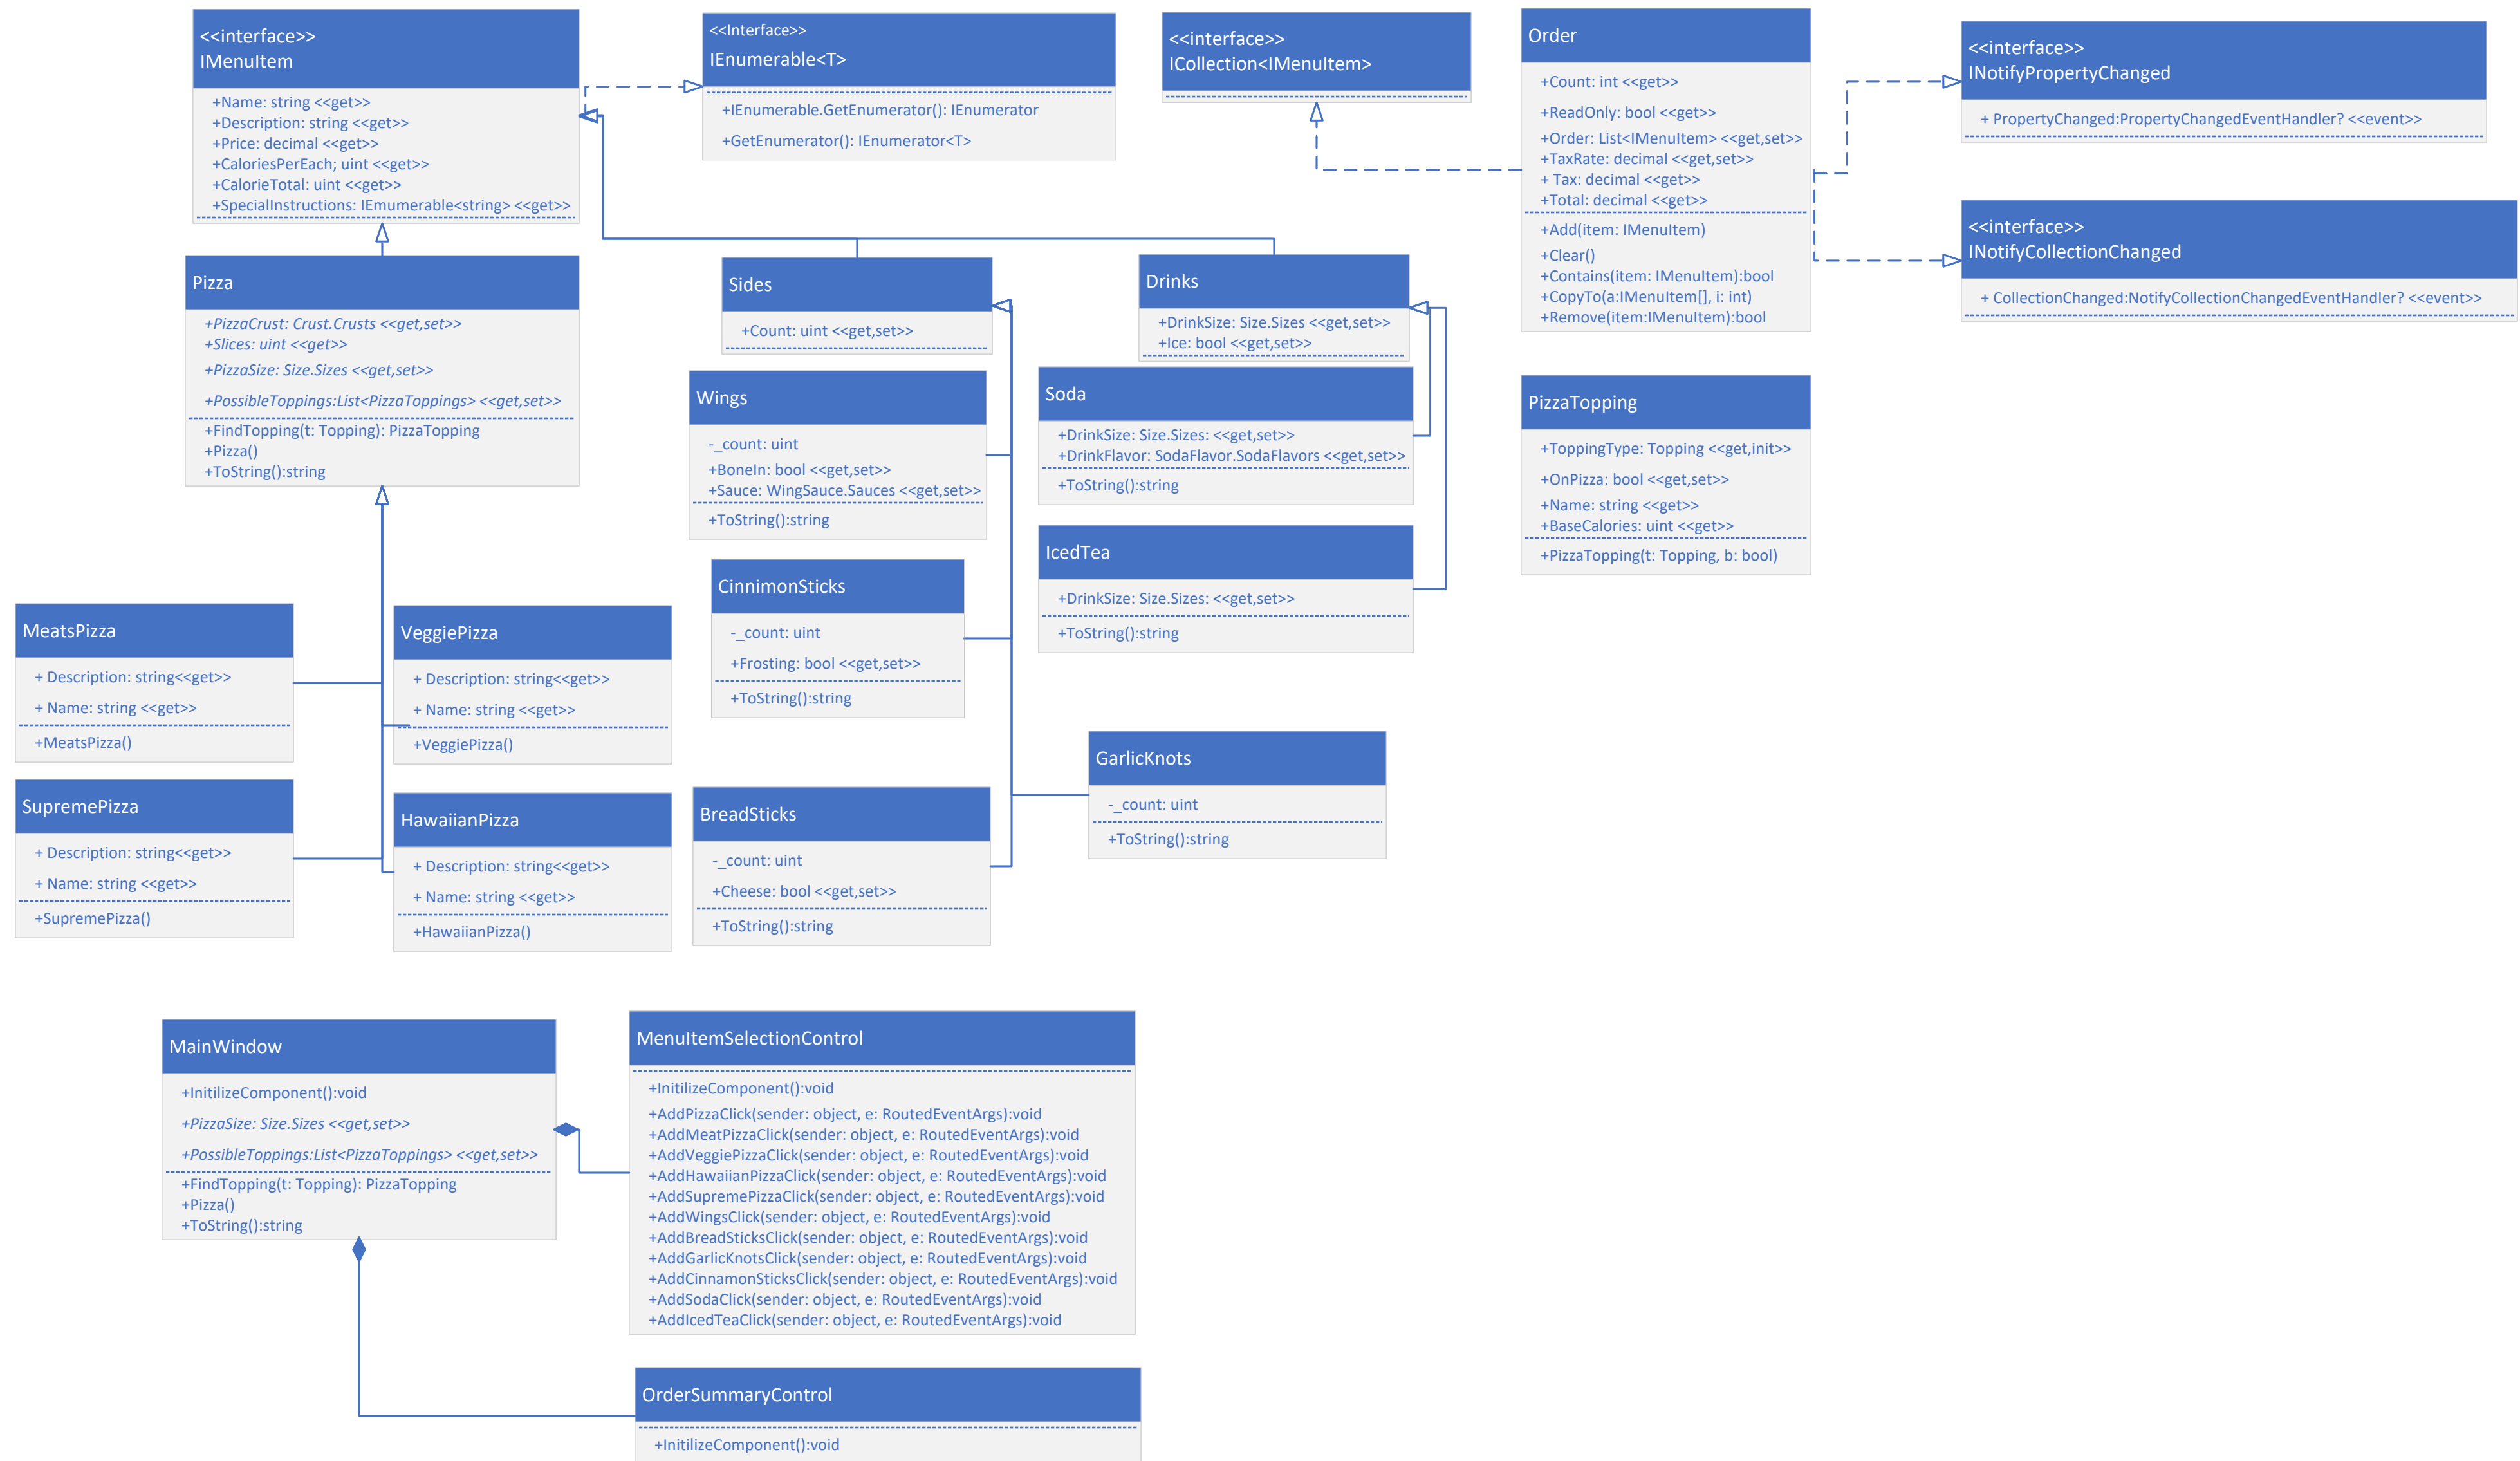 <<interface>>
IMenuItem
+Name: string <<get>>
+Description: string <<get>>
+Price: decimal <<get>>
+CaloriesPerEach; uint <<get>>
+CalorieTotal: uint <<get>>
+SpecialInstructions: IEmumerable<string> <<get>>
<<Interface>>
IEnumerable<T>
+IEnumerable.GetEnumerator(): IEnumerator
+GetEnumerator(): IEnumerator<T>
<<interface>>
ICollection<IMenuItem>
Order
+Count: int <<get>>
+ReadOnly: bool <<get>>
+Order: List<IMenuItem> <<get,set>>
+TaxRate: decimal <<get,set>>
+ Tax: decimal <<get>>
+Total: decimal <<get>>
+Add(item: IMenuItem)
+Clear()
+Contains(item: IMenuItem):bool
+CopyTo(a:IMenuItem[], i: int)
+Remove(item:IMenuItem):bool
<<interface>>
INotifyPropertyChanged
+ PropertyChanged:PropertyChangedEventHandler? <<event>>
<<interface>>
INotifyCollectionChanged
+ CollectionChanged:NotifyCollectionChangedEventHandler? <<event>>
Pizza
+PizzaCrust: Crust.Crusts <<get,set>>
+Slices: uint <<get>>
+PizzaSize: Size.Sizes <<get,set>>
+PossibleToppings:List<PizzaToppings> <<get,set>>
+FindTopping(t: Topping): PizzaTopping
+Pizza()
+ToString():string
Sides
+Count: uint <<get,set>>
Drinks
+DrinkSize: Size.Sizes <<get,set>>
+Ice: bool <<get,set>>
Wings
-_count: uint
+BoneIn: bool <<get,set>>
+Sauce: WingSauce.Sauces <<get,set>>
+ToString():string
Soda
+DrinkSize: Size.Sizes: <<get,set>>
+DrinkFlavor: SodaFlavor.SodaFlavors <<get,set>>
+ToString():string
PizzaTopping
+ToppingType: Topping <<get,init>>
+OnPizza: bool <<get,set>>
+Name: string <<get>>
+BaseCalories: uint <<get>>
+PizzaTopping(t: Topping, b: bool)
CinnimonSticks
-_count: uint
+Frosting: bool <<get,set>>
+ToString():string
IcedTea
+DrinkSize: Size.Sizes: <<get,set>>
+ToString():string
MeatsPizza
+ Description: string<<get>>
+ Name: string <<get>>
+MeatsPizza()
VeggiePizza
+ Description: string<<get>>
+ Name: string <<get>>
+VeggiePizza()
SupremePizza
+ Description: string<<get>>
+ Name: string <<get>>
+SupremePizza()
HawaiianPizza
+ Description: string<<get>>
+ Name: string <<get>>
+HawaiianPizza()
BreadSticks
-_count: uint
+Cheese: bool <<get,set>>
+ToString():string
GarlicKnots
-_count: uint
+ToString():string
MainWindow
+InitilizeComponent():void
+PizzaSize: Size.Sizes <<get,set>>
+PossibleToppings:List<PizzaToppings> <<get,set>>
+FindTopping(t: Topping): PizzaTopping
+Pizza()
+ToString():string
MenuItemSelectionControl
+InitilizeComponent():void
+AddPizzaClick(sender: object, e: RoutedEventArgs):void
+AddMeatPizzaClick(sender: object, e: RoutedEventArgs):void
+AddVeggiePizzaClick(sender: object, e: RoutedEventArgs):void
+AddHawaiianPizzaClick(sender: object, e: RoutedEventArgs):void
+AddSupremePizzaClick(sender: object, e: RoutedEventArgs):void
+AddWingsClick(sender: object, e: RoutedEventArgs):void
+AddBreadSticksClick(sender: object, e: RoutedEventArgs):void
+AddGarlicKnotsClick(sender: object, e: RoutedEventArgs):void
+AddCinnamonSticksClick(sender: object, e: RoutedEventArgs):void
+AddSodaClick(sender: object, e: RoutedEventArgs):void
+AddIcedTeaClick(sender: object, e: RoutedEventArgs):void
OrderSummaryControl
+InitilizeComponent():void